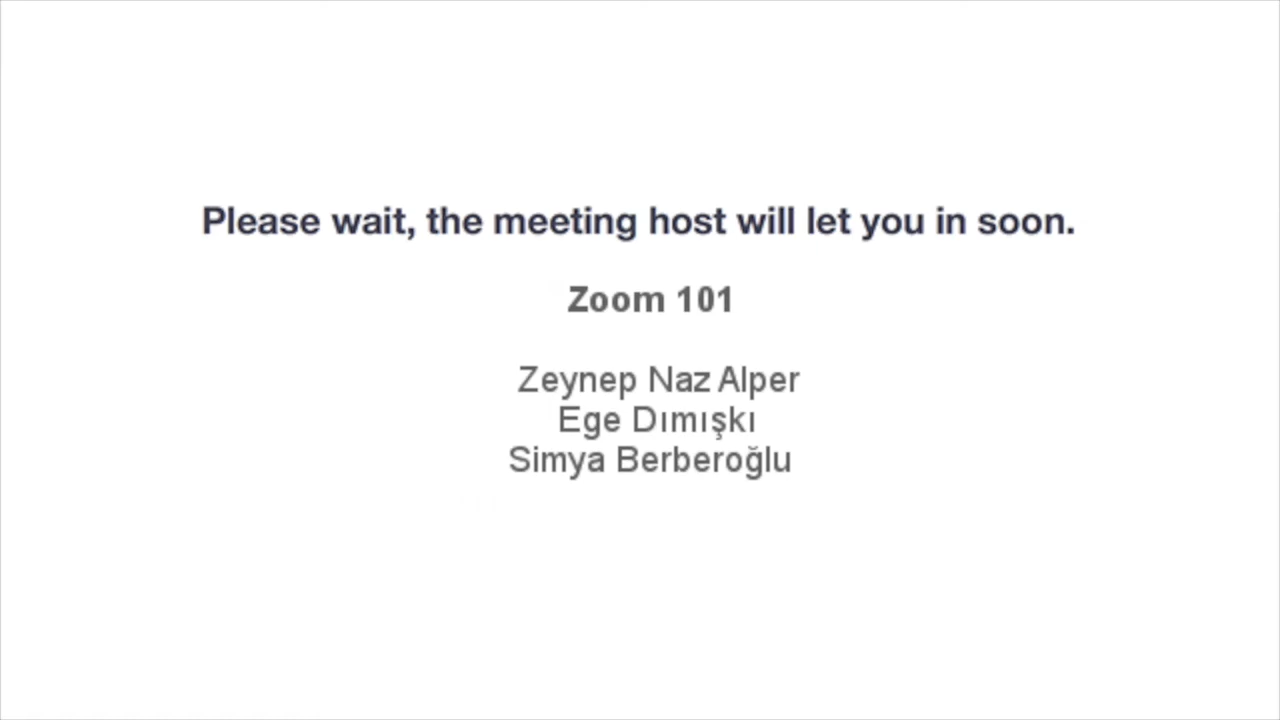 Please wait, the meeting host will let you in soon.
Zoom 101
Zeynep Naz Alper
Ege Dımışkı
Simya Berberoğlu